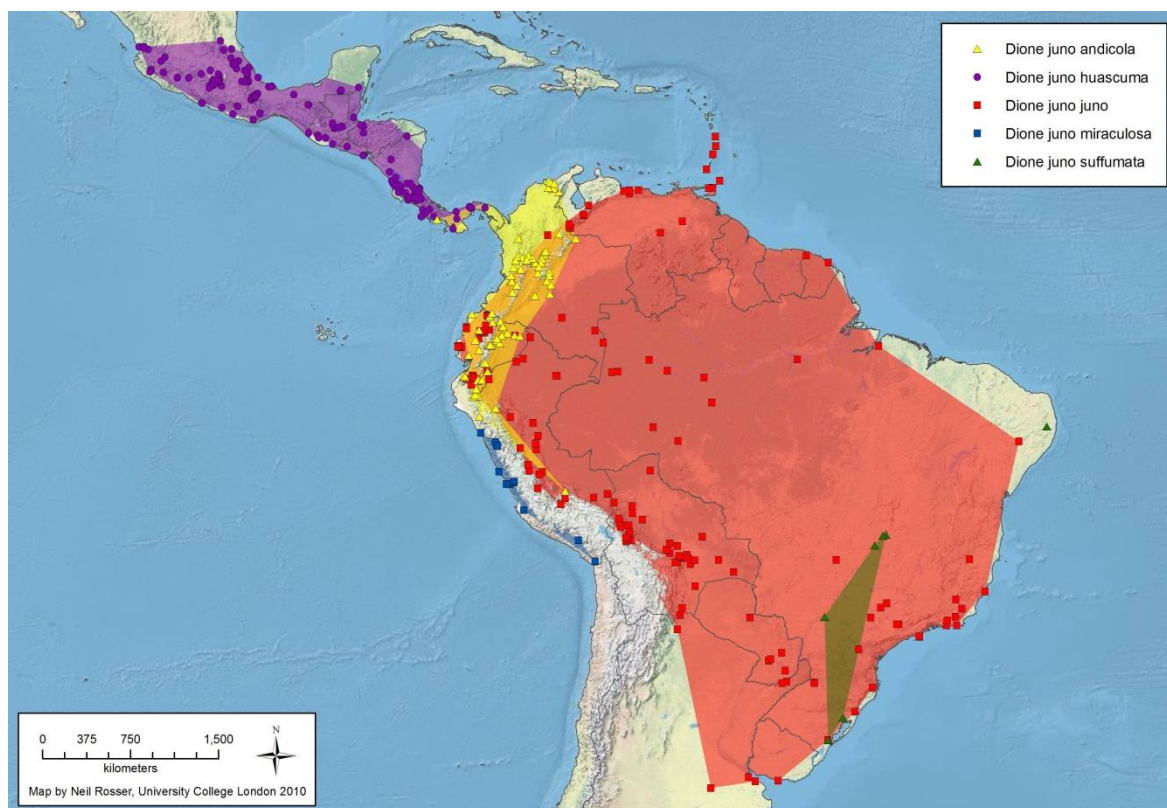 Dione juno andicola
Dione juno huascuma
Dione juno juno
Dione juno miraculosa
Dione juno suffumata
0 375 750 1,500
kilometers
N
Map by Neil Rosser, University College London 2010